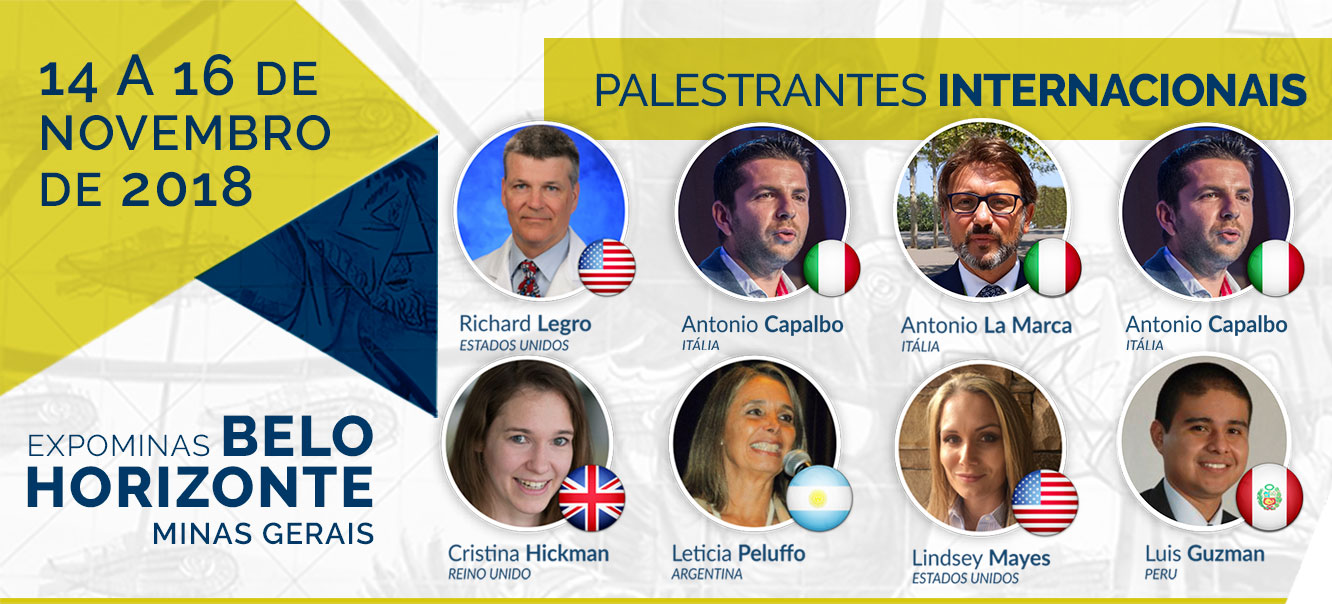 14 A 16 DE
NOVEMBRO
DE 2018
EXPOMINAS BELO
HORIZONTE
MINAS GERAIS
PALESTRANTES INTERNACIONAIS
Richard Legro
ESTADOS UNIDOS
Antonio Capalbo
ITÁLIA
Antonio La Marca
ITÁLIA
Antonio Capalbo
ITÁLIA
Cristina Hickman
REINO UNIDO
Leticia Peluffo
ARGENTINA
Lindsey Mayes
ESTADOS UNIDOS
Luis Guzman
PERU